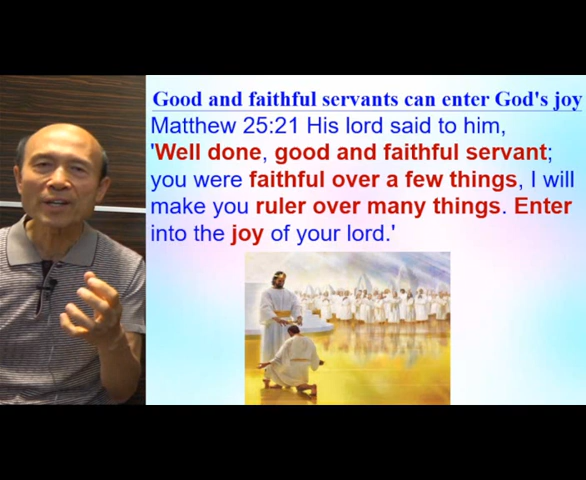 Good and faithful servants can enter God's joy
Matthew 25:21 His lord said to him,
'Well done, good and faithful servant;
you were faithful over a few things, I will
make you ruler over many things. Enter
into the joy of your lord.'